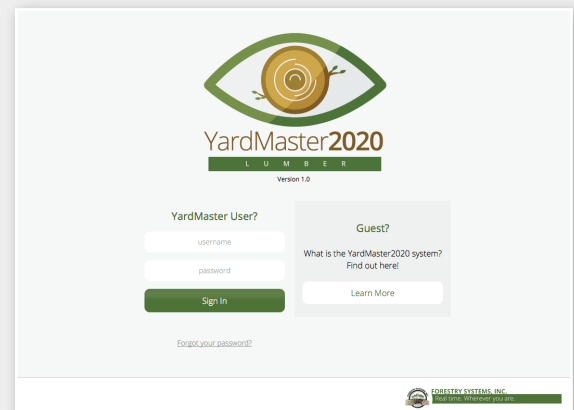 YardMaster2020
LUMBER
Version 1.0
YardMaster User?
username
password
Sign In
Forgot your password?
Guest?
What is the YardMaster2020 system?
Find out here!
Learn More
FORESTRY SYSTEMS, INC.
Real time. Wherever you are.